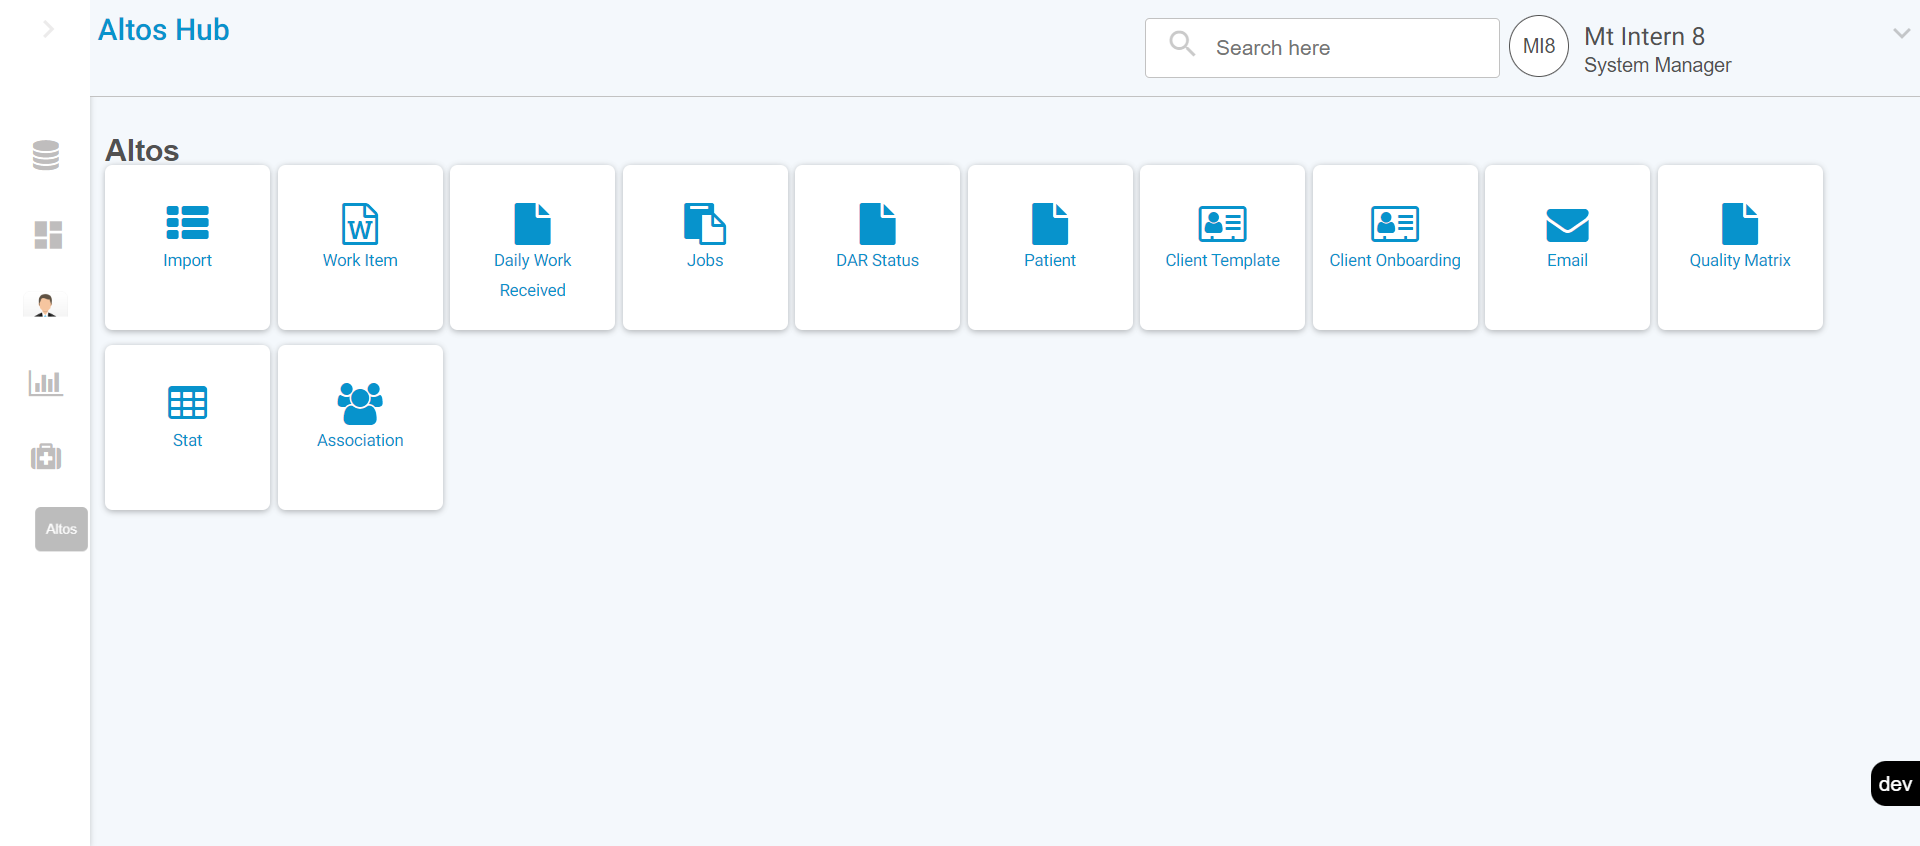 Altos Hub
Search here
MI8
Mt Intern 8
System Manager
Altos
Import
W
Work Item
Daily Work
Received
Jobs
DAR Status
Patient
Client Template
Client Onboarding
Email
Quality Matrix
Stat
Association
Altos
dev